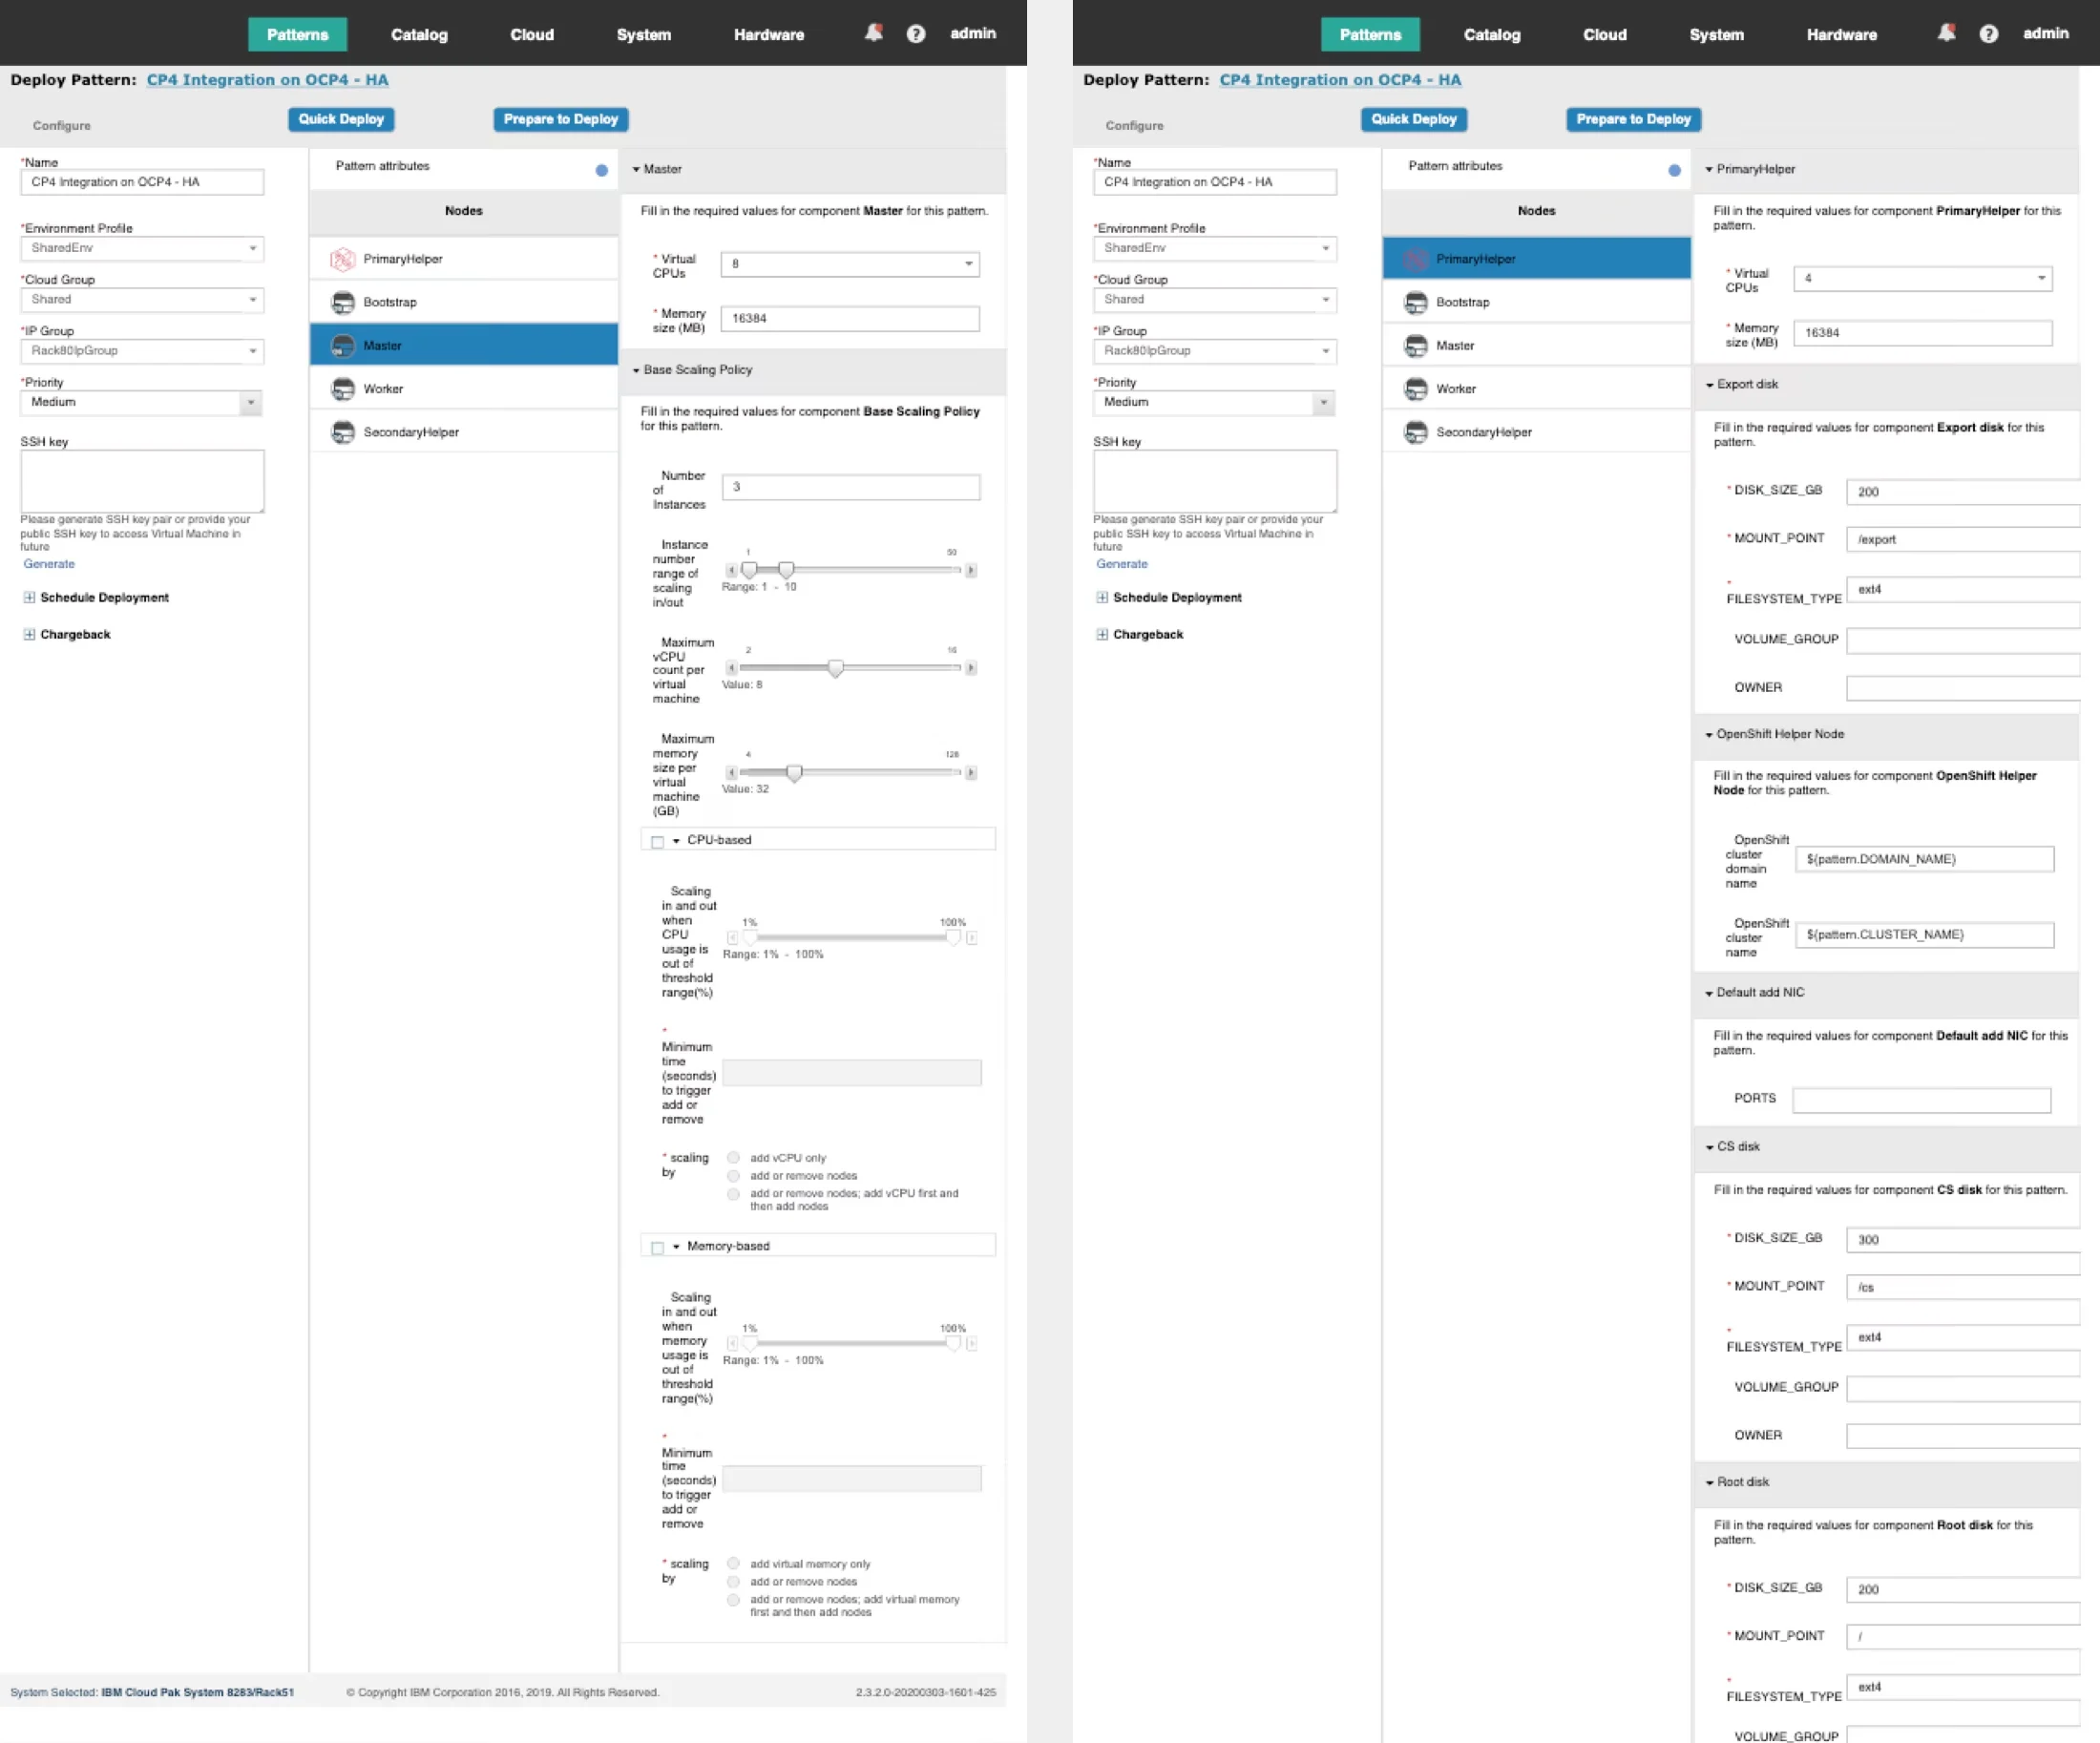 Patterns Catalog Cloud System Hardware ? admin
Deploy Pattern: CP4 Integration on OCP4 - HA
Configure Quick Deploy Prepare to Deploy
*Name
CP4 Integration on OCP4 - HA
*Environment Profile
SharedEnv
*Cloud Group
Shared
*IP Group
Rack80IpGroup
*Priority
Medium
SSH key
Please generate SSH key pair or provide your
public SSH key to access Virtual Machine in
future
Generate
Schedule Deployment
Chargeback
Pattern attributes
Nodes
PrimaryHelper
Bootstrap
Master
Worker
SecondaryHelper
Master
Fill in the required values for component Master for this pattern.
* Virtual
CPUs
8
* Memory
size (MB)
16384
Base Scaling Policy
Fill in the required values for component Base Scaling Policy
for this pattern.
Number
of
Instances
3
Instance
number
range of
scaling
in/out
1 50
Range: 1 - 10
Maximum
vCPU
count per
virtual
machine
2 16
Value: 8
Maximum
memory
size per
virtual
machine
(GB)
4 128
Value: 32
CPU-based
Scaling
in and out
when
CPU
usage is
out of
threshold
range(%)
1% 100%
Range: 1% - 100%
*
Minimum
time
(seconds)
to trigger
add or
remove
* scaling
by
add vCPU only
add or remove nodes
add or remove nodes; add vCPU first and
then add nodes
Memory-based
Scaling
in and out
when
memory
usage is
out of
threshold
range(%)
1% 100%
Range: 1% - 100%
*
Minimum
time
(seconds)
to trigger
add or
remove
* scaling
by
add virtual memory only
add or remove nodes
add or remove nodes; add virtual memory
first and then add nodes
System Selected: IBM Cloud Pak System 8283/Rack51 © Copyright IBM Corporation 2016, 2019. All Rights Reserved. 2.3.2.0-20200303-1601-425
Patterns Catalog Cloud System Hardware ? admin
Deploy Pattern: CP4 Integration on OCP4 - HA
Configure Quick Deploy Prepare to Deploy
*Name
CP4 Integration on OCP4 - HA
*Environment Profile
SharedEnv
*Cloud Group
Shared
*IP Group
Rack80IpGroup
*Priority
Medium
SSH key
Please generate SSH key pair or provide your
public SSH key to access Virtual Machine in
future
Generate
Schedule Deployment
Chargeback
Pattern attributes
Nodes
PrimaryHelper
Bootstrap
Master
Worker
SecondaryHelper
PrimaryHelper
Fill in the required values for component PrimaryHelper for this
pattern.
* Virtual
CPUs
4
* Memory
size (MB)
16384
Export disk
Fill in the required values for component Export disk for this
pattern.
* DISK_SIZE_GB 200
* MOUNT_POINT /export
*
FILESYSTEM_TYPE ext4
VOLUME_GROUP
OWNER
OpenShift Helper Node
Fill in the required values for component OpenShift Helper
Node for this pattern.
OpenShift
cluster
domain
name
${pattern.DOMAIN_NAME}
OpenShift
cluster
name
${pattern.CLUSTER_NAME}
Default add NIC
Fill in the required values for component Default add NIC for this
pattern.
PORTS
CS disk
Fill in the required values for component CS disk for this pattern.
* DISK_SIZE_GB 300
* MOUNT_POINT /cs
*
FILESYSTEM_TYPE ext4
VOLUME_GROUP
OWNER
Root disk
Fill in the required values for component Root disk for this
pattern.
* DISK_SIZE_GB 200
* MOUNT_POINT /
*
FILESYSTEM_TYPE ext4
VOLUME_GROUP